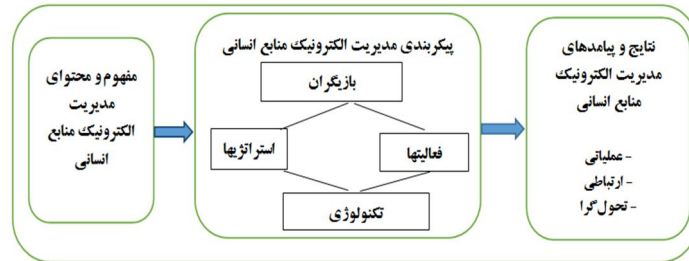 مفهوم و محتوای
مدیریت
الکترونیک منابع
انسانی
پیکربندی مدیریت الکترونیک منابع انسانی
بازیگران
استراتژیها
فعالیتها
تکنولوژی
نتایج و پیامدهای
مدیریت الکترونیک
منابع انسانی
- عملیاتی
- ارتباطی
- تحول‌گرا